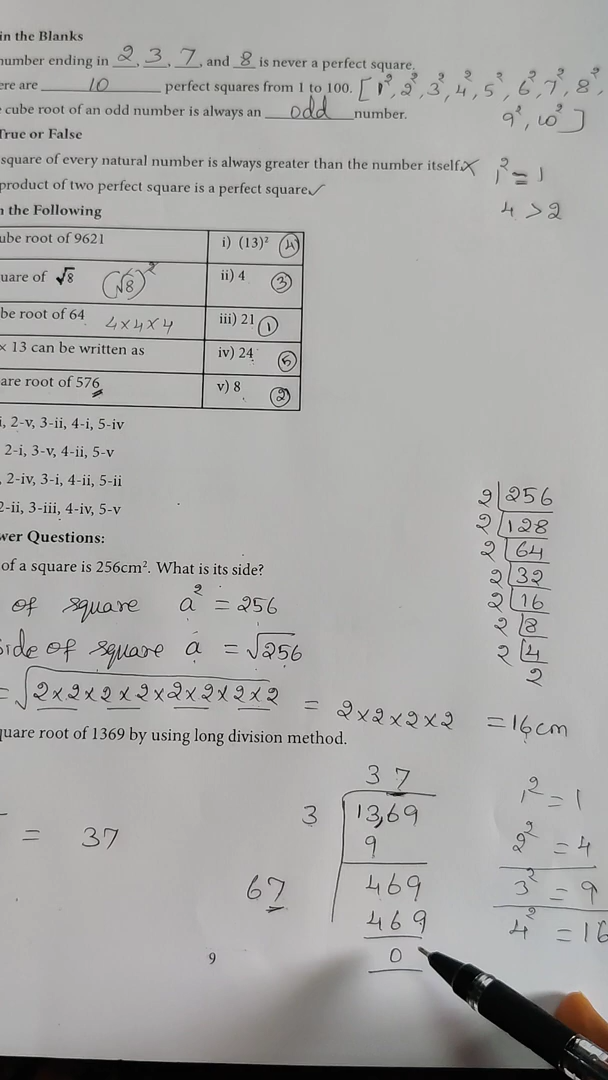 in the Blanks
number ending in 2, 3, 7, and 8 is never a perfect square.
ere are 10 perfect squares from 1 to 100. [1², 2², 3², 4², 5², 6², 7², 8²,
9², 10²]
cube root of an odd number is always an odd number.
True or False
square of every natural number is always greater than the number itself. ✗ 1² = 1
product of two perfect square is a perfect square ✓
4 > 2
the Following
ube root of 9621 i) (13)² 4
uare of √8 (√8)² ii) 4 3
be root of 64 4×4×4 iii) 21 1
× 13 can be written as iv) 24 5
are root of 576 v) 8 2
i, 2-v, 3-ii, 4-i, 5-iv
2-i, 3-v, 4-ii, 5-v
, 2-iv, 3-i, 4-ii, 5-ii
2-ii, 3-iii, 4-iv, 5-v
wer Questions:
of a square is 256cm². What is its side?
of square a² = 256
side of square a = √256
= √2×2×2×2×2×2×2×2 = 2×2×2×2 = 16cm
2 256
2 128
2 64
2 32
2 16
2 8
2 4
2
quare root of 1369 by using long division method.
= 37
37
3 13,69
9
67 469
469
0
1² = 1
2² = 4
3² = 9
4² = 16
9